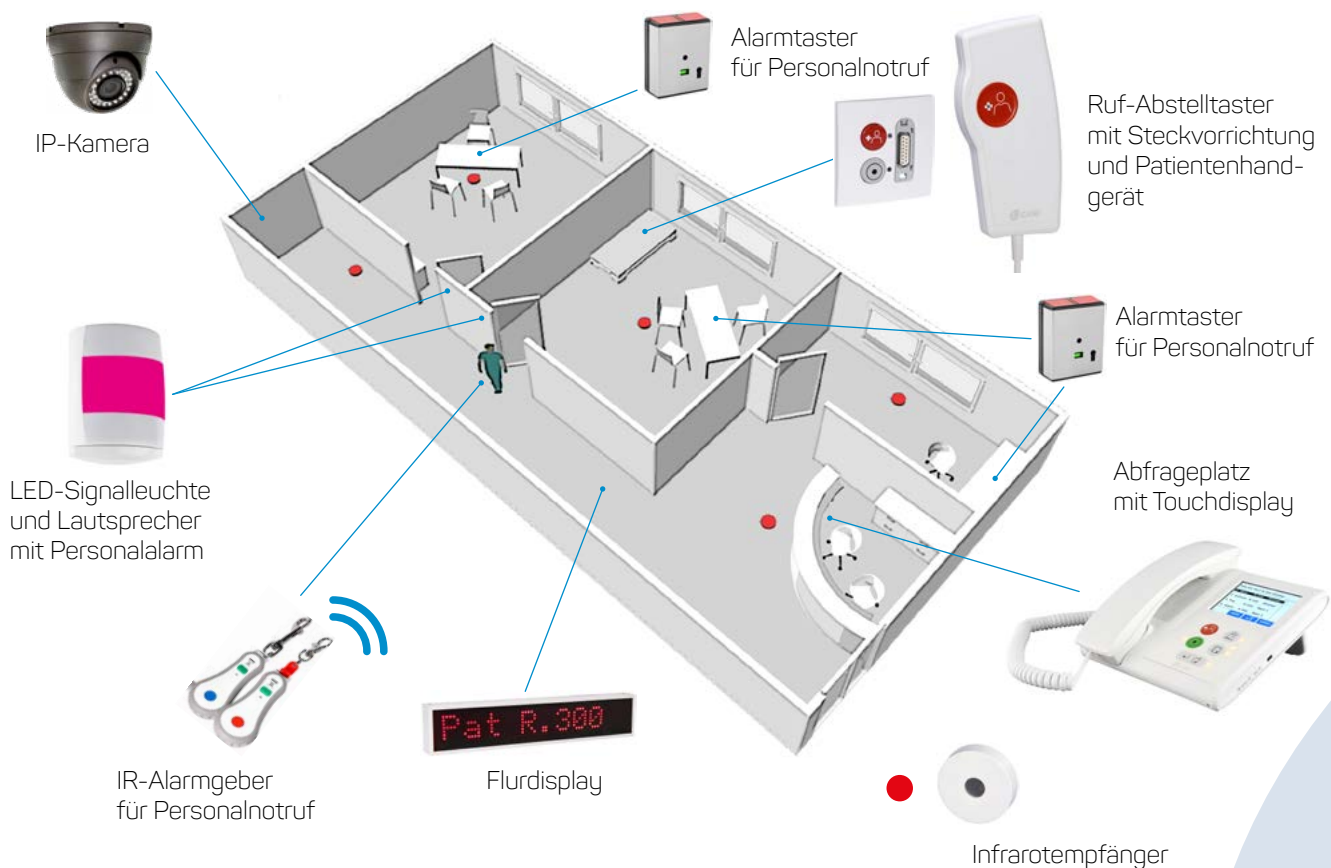 Alarmtaster
für Personalnotruf
IP-Kamera
Ruf-Abstelltaster
mit Steckvorrichtung
und Patientenhand-
gerät
Alarmtaster
für Personalnotruf
LED-Signalleuchte
und Lautsprecher
mit Personalalarm
Abfrageplatz
mit Touchdisplay
Pat R.300
IR-Alarmgeber
für Personalnotruf
Flurdisplay
Infrarotempfänger